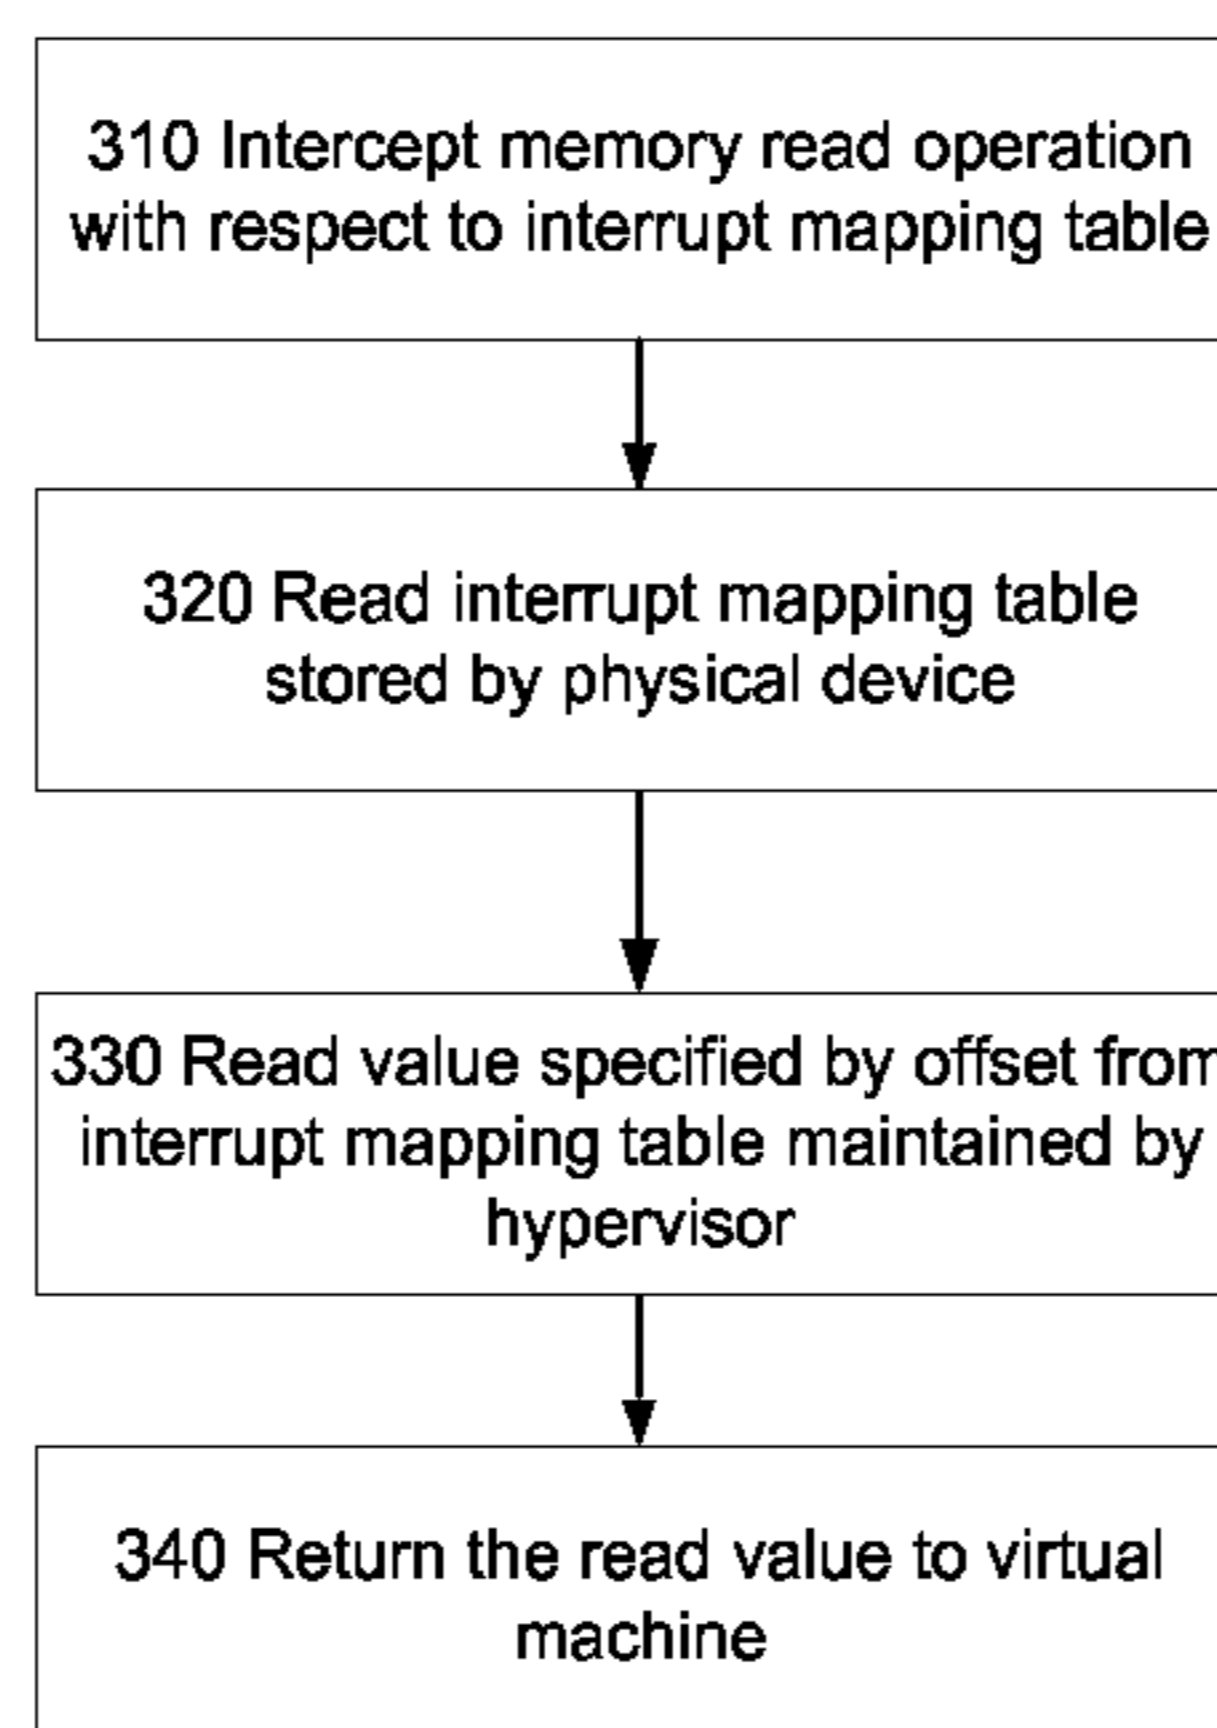 310 Intercept memory read operation
with respect to interrupt mapping table
320 Read interrupt mapping table
stored by physical device
330 Read value specified by offset from
interrupt mapping table maintained by
hypervisor
340 Return the read value to virtual
machine